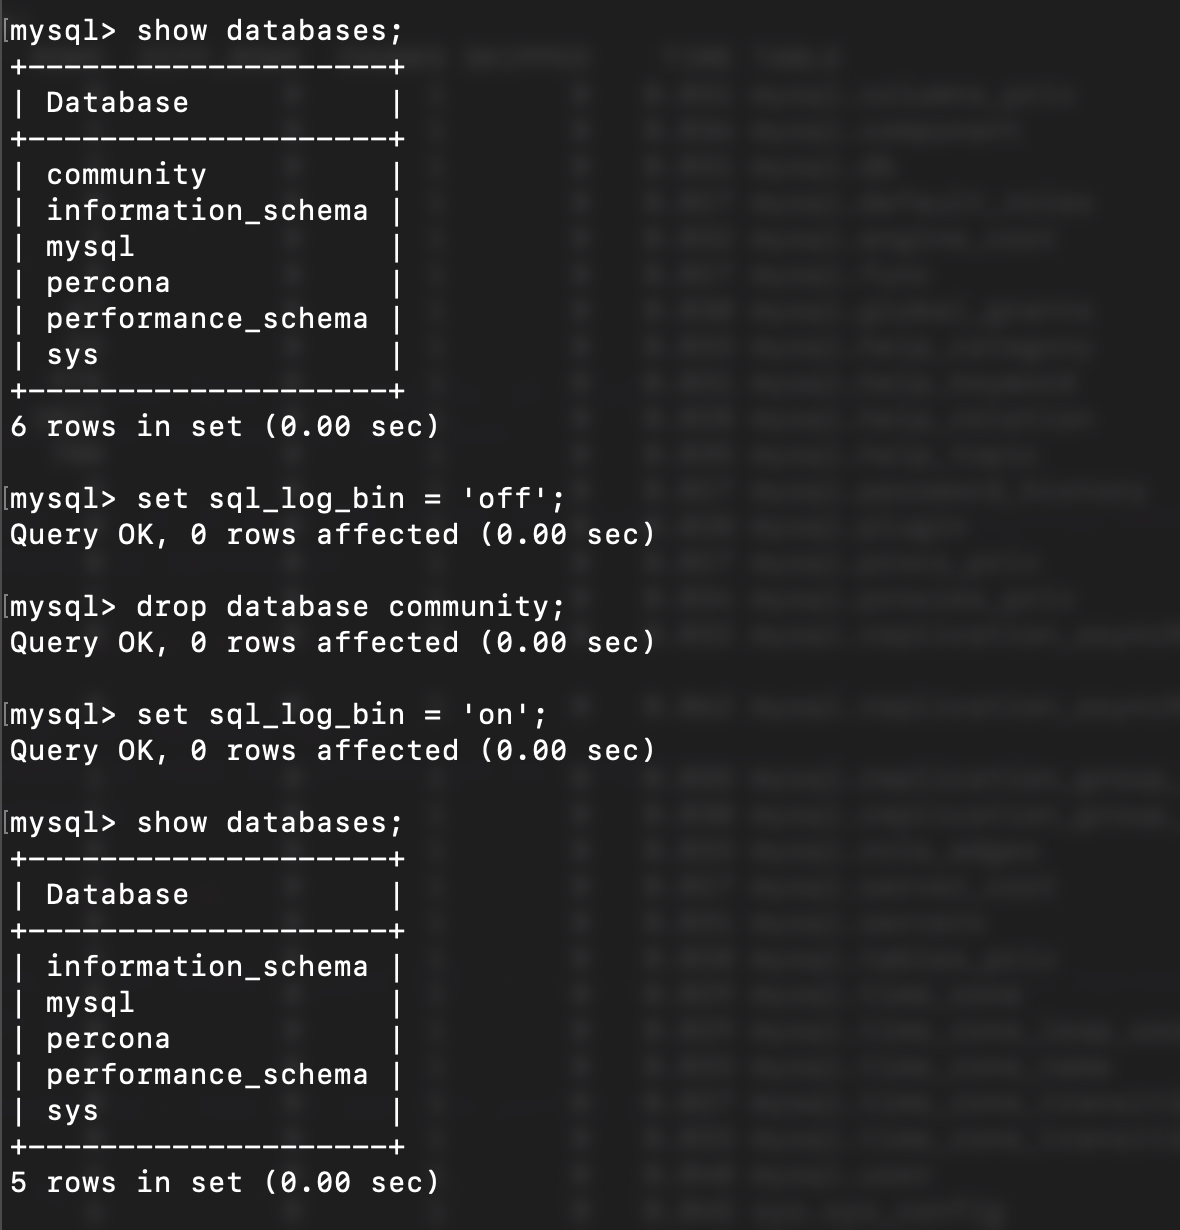 mysql> show databases;
+--------------------+
| Database           |
+--------------------+
| community          |
| information_schema |
| mysql              |
| percona            |
| performance_schema |
| sys                |
+--------------------+
6 rows in set (0.00 sec)
mysql> set sql_log_bin = 'off';
Query OK, 0 rows affected (0.00 sec)
mysql> drop database community;
Query OK, 0 rows affected (0.00 sec)
mysql> set sql_log_bin = 'on';
Query OK, 0 rows affected (0.00 sec)
mysql> show databases;
+--------------------+
| Database           |
+--------------------+
| information_schema |
| mysql              |
| percona            |
| performance_schema |
| sys                |
+--------------------+
5 rows in set (0.00 sec)